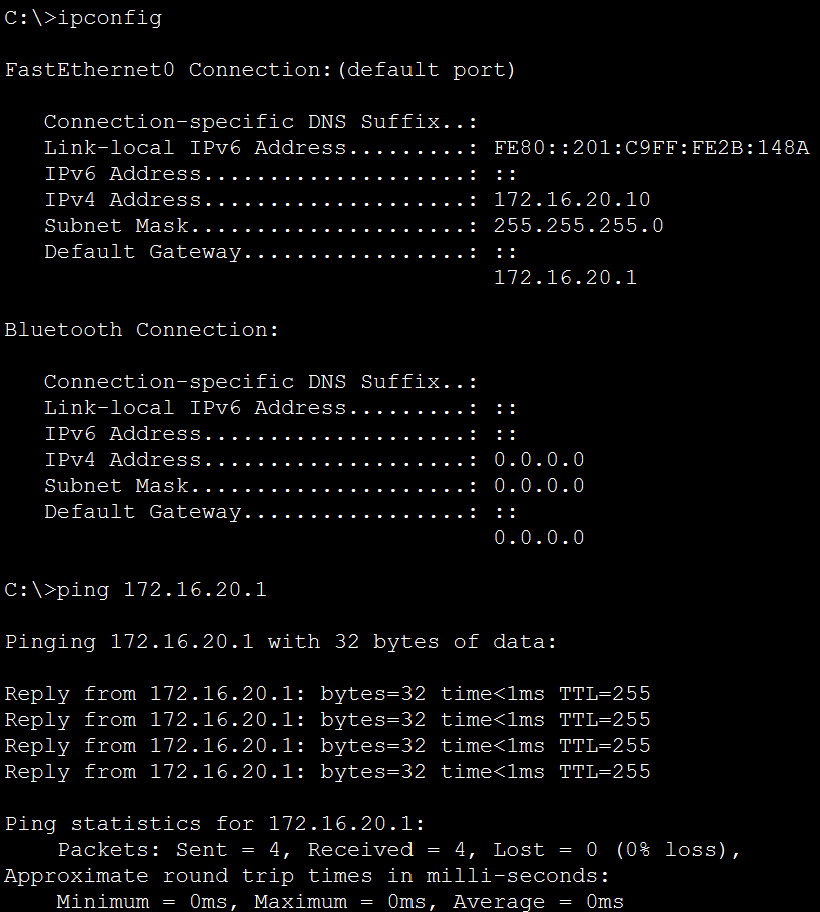 C:\>ipconfig

FastEthernet0 Connection:(default port)

   Connection-specific DNS Suffix..:
   Link-local IPv6 Address.........: FE80::201:C9FF:FE2B:148A
   IPv6 Address....................: ::
   IPv4 Address....................: 172.16.20.10
   Subnet Mask.....................: 255.255.255.0
   Default Gateway.................: ::
                                     172.16.20.1

Bluetooth Connection:

   Connection-specific DNS Suffix..:
   Link-local IPv6 Address.........: ::
   IPv6 Address....................: ::
   IPv4 Address....................: 0.0.0.0
   Subnet Mask.....................: 0.0.0.0
   Default Gateway.................: ::
                                     0.0.0.0

C:\>ping 172.16.20.1

Pinging 172.16.20.1 with 32 bytes of data:

Reply from 172.16.20.1: bytes=32 time<1ms TTL=255
Reply from 172.16.20.1: bytes=32 time<1ms TTL=255
Reply from 172.16.20.1: bytes=32 time<1ms TTL=255
Reply from 172.16.20.1: bytes=32 time<1ms TTL=255

Ping statistics for 172.16.20.1:
    Packets: Sent = 4, Received = 4, Lost = 0 (0% loss),
Approximate round trip times in milli-seconds:
    Minimum = 0ms, Maximum = 0ms, Average = 0ms